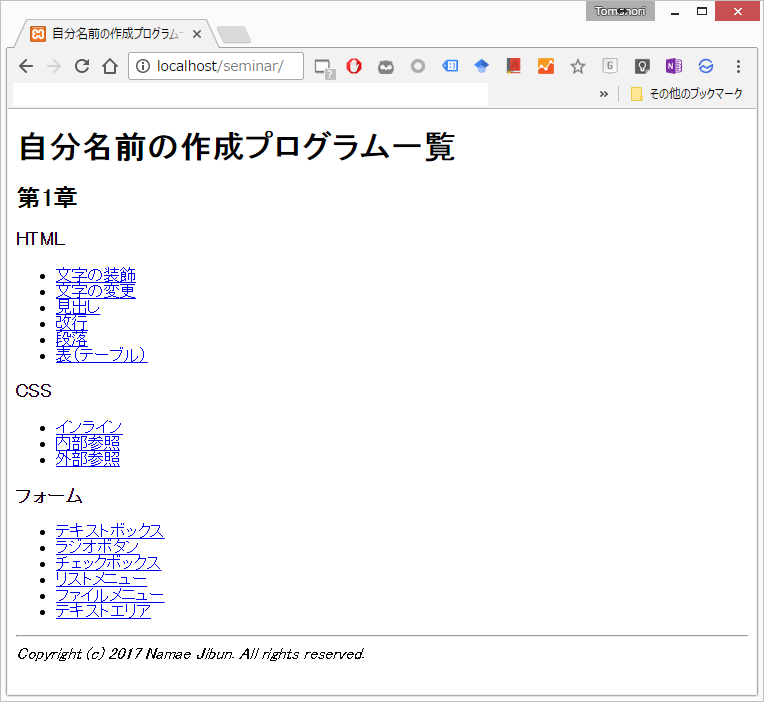 Tomonori
自分名前の作成プログラム一
localhost/seminar/
»
その他のブックマーク
自分名前の作成プログラム一覧
第1章
HTML
文字の装飾
文字の変更
見出し
改行
段落
表(テーブル)
CSS
インライン
内部参照
外部参照
フォーム
テキストボックス
ラジオボタン
チェックボックス
リストメニュー
ファイルメニュー
テキストエリア
Copyright (c) 2017 Namae Jibun. All rights reserved.